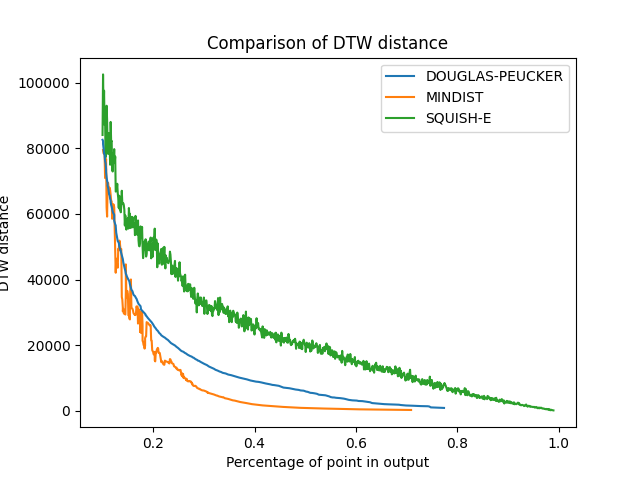 Comparison of DTW distance
DOUGLAS-PEUCKER
MINDIST
SQUISH-E
100000
80000
60000
40000
20000
0
DTW distance
0.2 0.4 0.6 0.8 1.0
Percentage of point in output